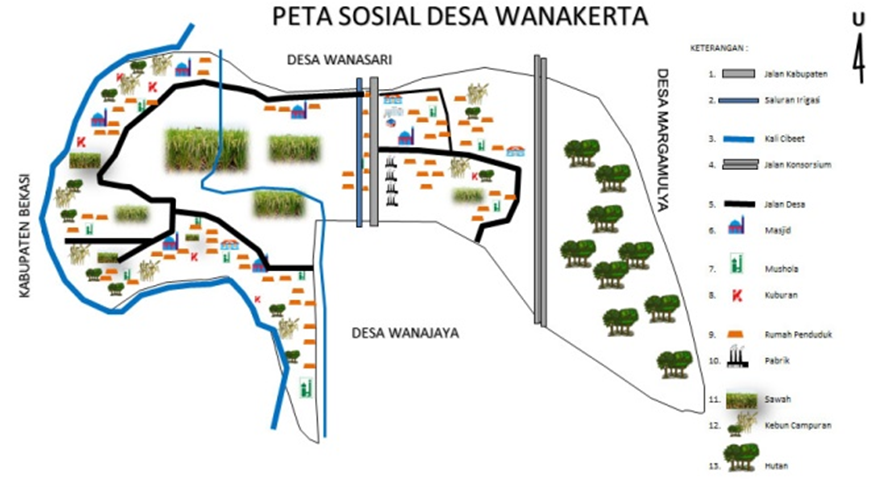 PETA SOSIAL DESA WANAKERTA
U
DESA WANASARI
KETERANGAN :
1. Jalan Kabupaten
2. Saluran Irigasi
3. Kali Cibeet
4. Jalan Konsorsium
5. Jalan Desa
6. Masjid
7. Mushola
8. K Kuburan
9. Rumah Penduduk
10. Pabrik
11. Sawah
12. Kebun Campuran
13. Hutan
DESA MARGAMULYA
KABUPATEN BEKASI
DESA WANAJAYA
K
K
K
K
K
K
K